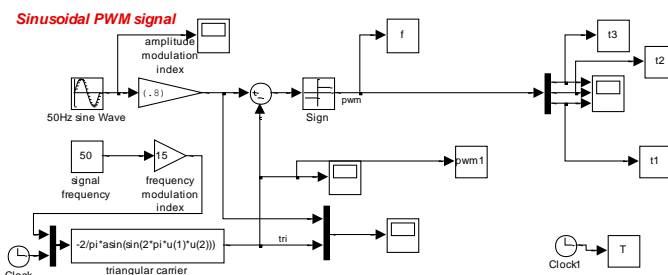 Sinusoidal PWM signal
amplitude
modulation
index
(.8)
50Hz sine Wave
Sign
pwm
f
t3
t2
t1
50
signal
frequency
15
frequency
modulation
index
pwm1
-2/pi*asin(sin(2*pi*u(1)*u(2)))
tri
triangular carrier
Clock
Clock1
T